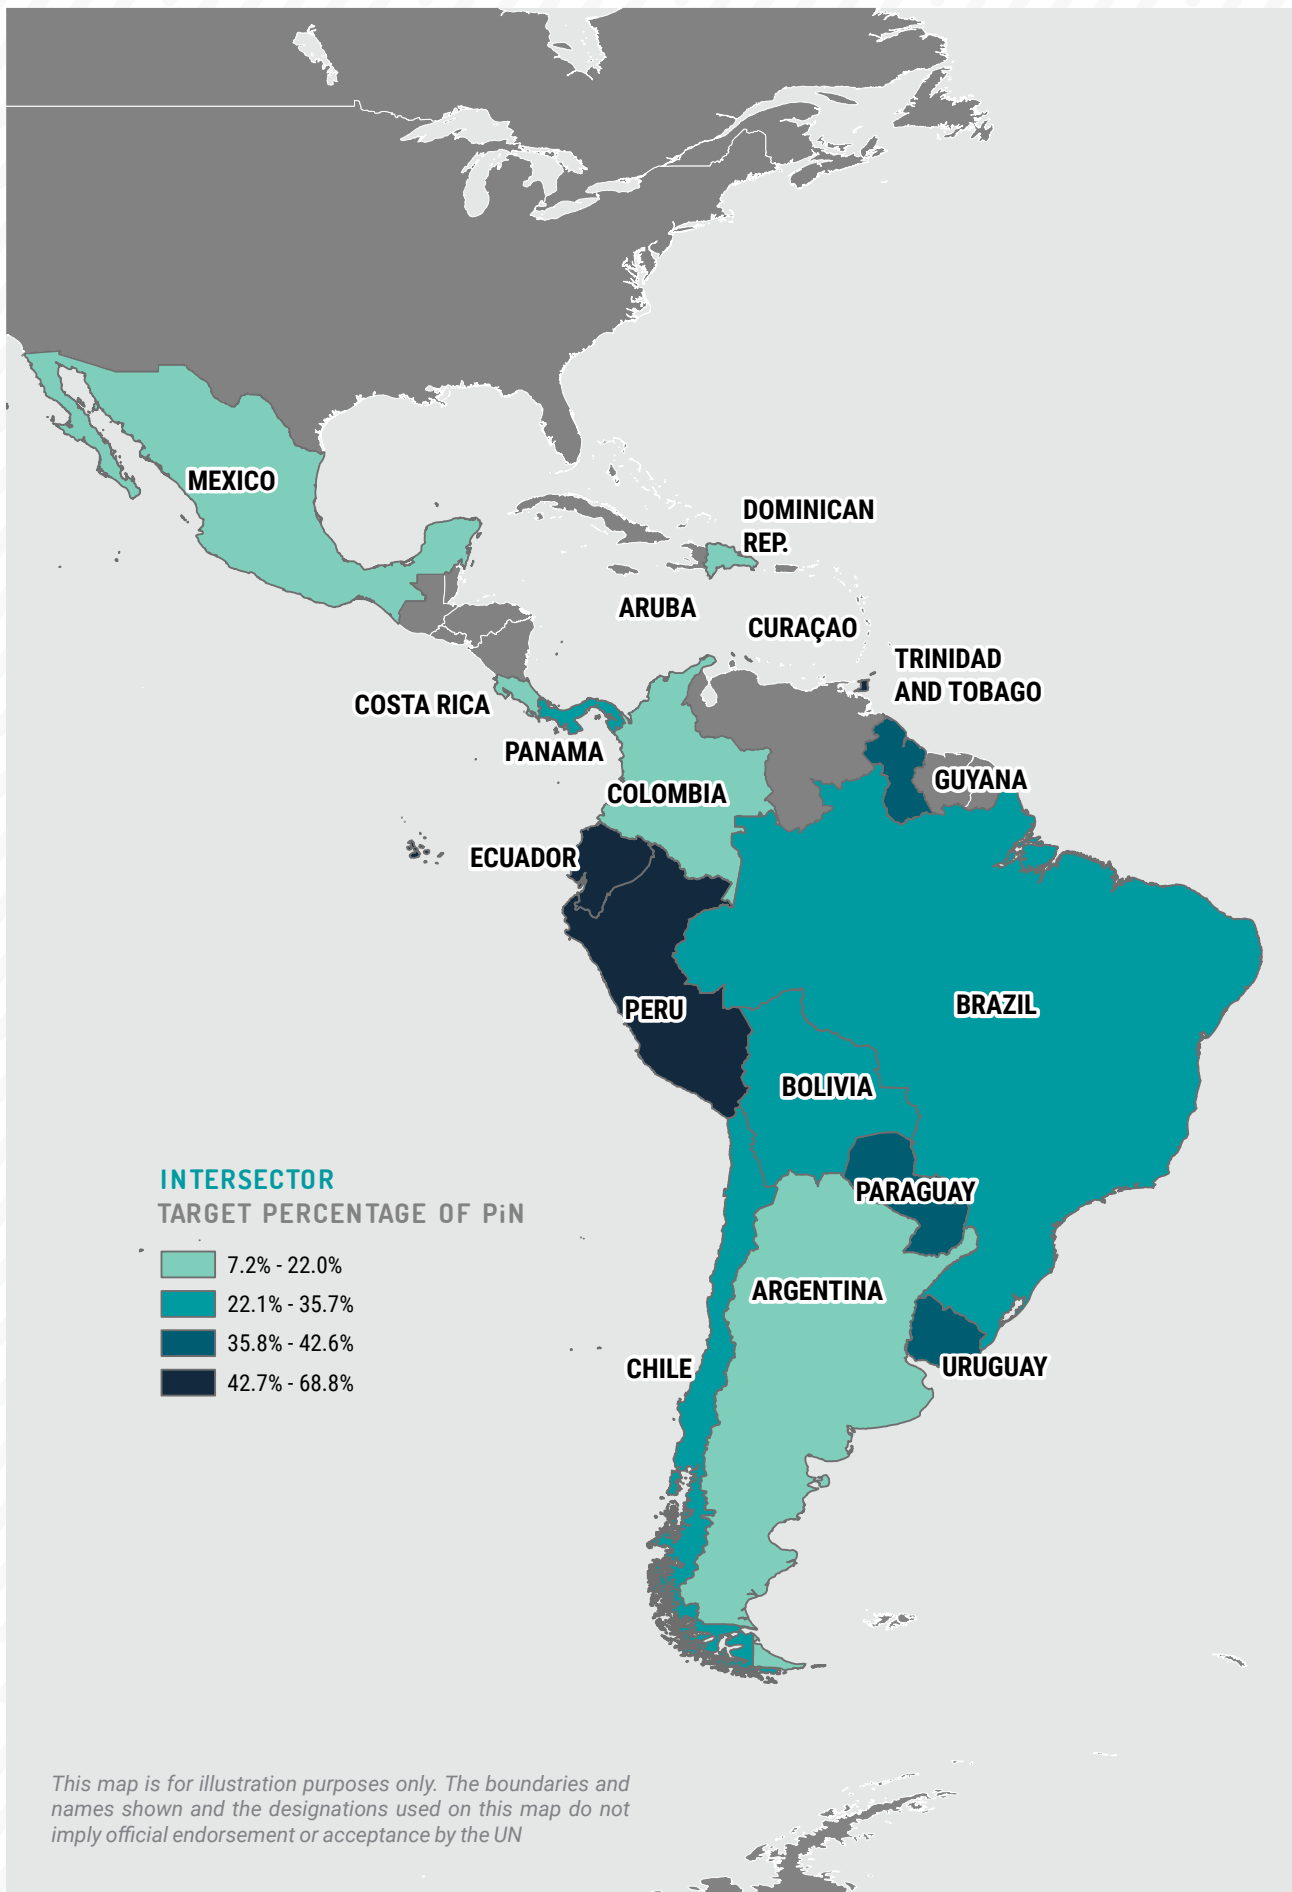 MEXICO
DOMINICAN
REP.
ARUBA
CURAÇAO
TRINIDAD
AND TOBAGO
COSTA RICA
PANAMA
GUYANA
COLOMBIA
ECUADOR
PERU
BRAZIL
BOLIVIA
PARAGUAY
ARGENTINA
CHILE
URUGUAY
INTERSECTOR
TARGET PERCENTAGE OF PiN
7.2% - 22.0%
22.1% - 35.7%
35.8% - 42.6%
42.7% - 68.8%
This map is for illustration purposes only. The boundaries and
names shown and the designations used on this map do not
imply official endorsement or acceptance by the UN